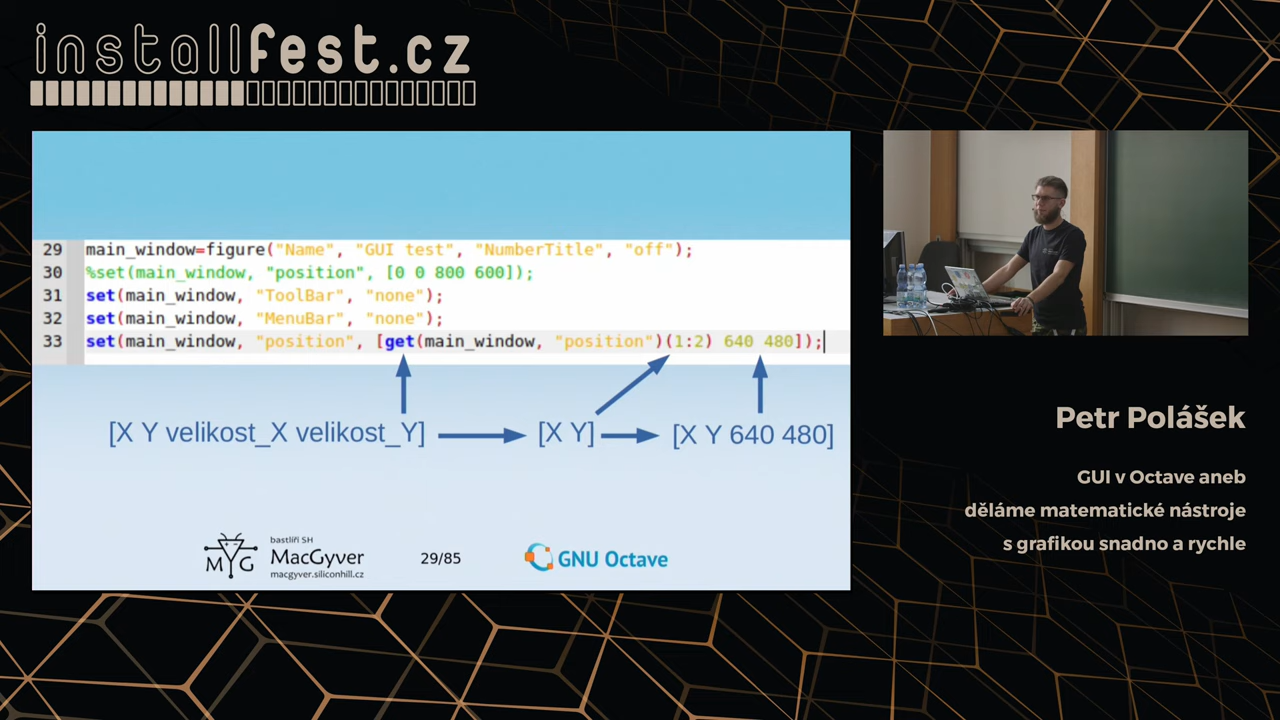 installfest.cz
29 main_window=figure("Name", "GUI test", "NumberTitle", "off");
30 %set(main_window, "position", [0 0 800 600]);
31 set(main_window, "ToolBar", "none");
32 set(main_window, "MenuBar", "none");
33 set(main_window, "position", [get(main_window, "position")(1:2) 640 480]);
[X Y velikost_X velikost_Y]
[X Y]
[X Y 640 480]
MYG
bastlíři SH
MacGyver
macgyver.siliconhill.cz
29/85
GNU Octave
Petr Polášek
GUI v Octave aneb
děláme matematické nástroje
s grafikou snadno a rychle